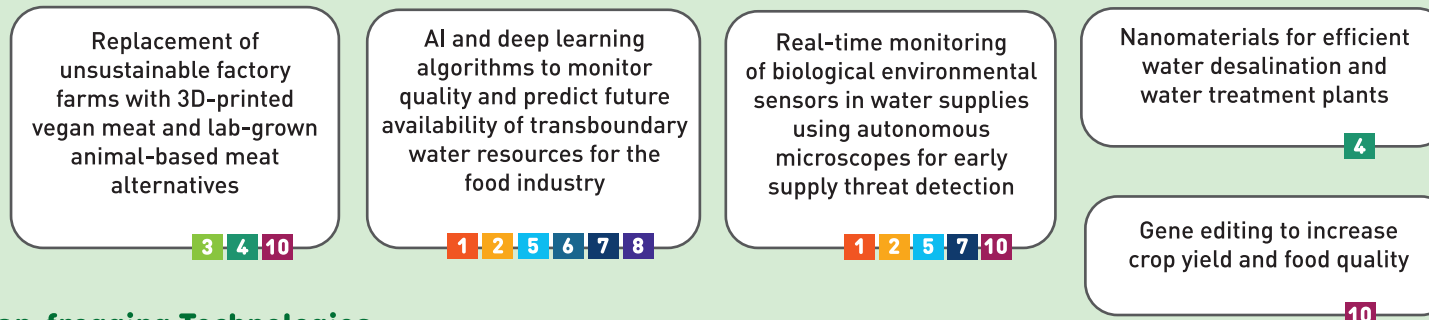 Replacement of
unsustainable factory
farms with 3D-printed
vegan meat and lab-grown
animal-based meat
alternatives
3 4 10
AI and deep learning
algorithms to monitor
quality and predict future
availability of transboundary
water resources for the
food industry
1 2 5 6 7 8
Real-time monitoring
of biological environmental
sensors in water supplies
using autonomous
microscopes for early
supply threat detection
1 2 5 7 10
Nanomaterials for efficient
water desalination and
water treatment plants
4
Gene editing to increase
crop yield and food quality
10
Technologies